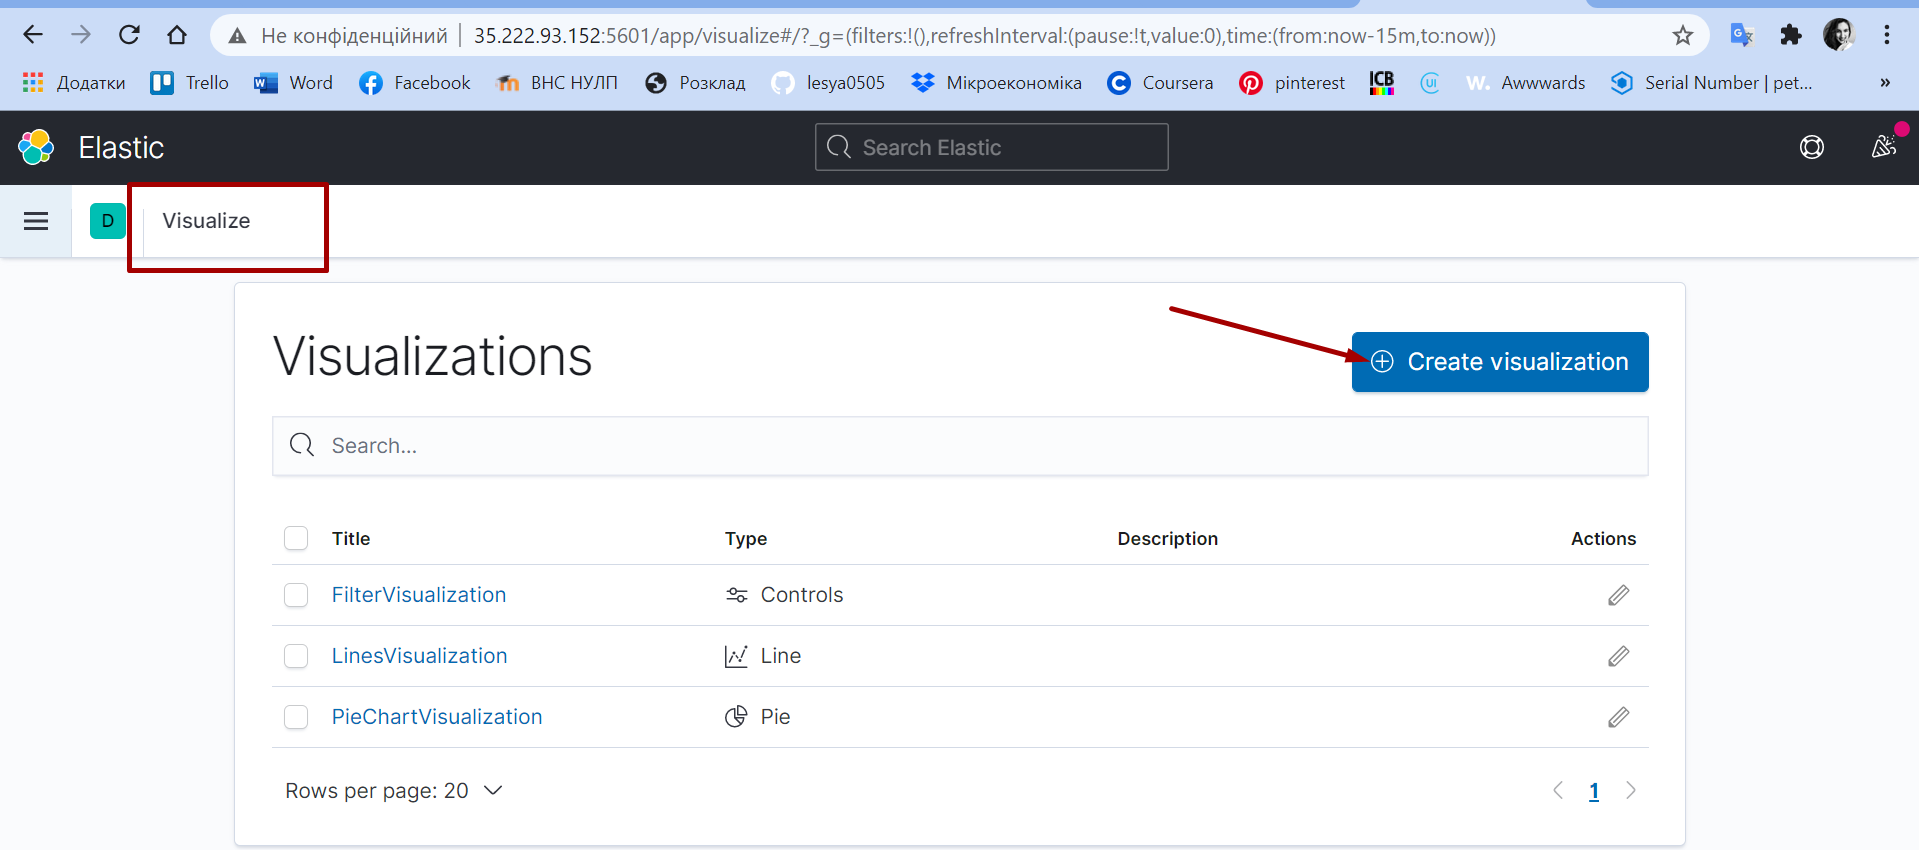 Не конфіденційний 35.222.93.152:5601/app/visualize#/?_g=(filters:!(),refreshInterval:(pause:!t,value:0),time:(from:now-15m,to:now))
Додатки Trello Word Facebook ВНС НУЛП Розклад lesya0505 Мікроекономіка Coursera pinterest ICB UI W. Awwwards Serial Number | pet... »
Elastic Search Elastic
D Visualize
Visualizations Create visualization
Search...
Title Type Description Actions
FilterVisualization Controls
LinesVisualization Line
PieChartVisualization Pie
Rows per page: 20 1